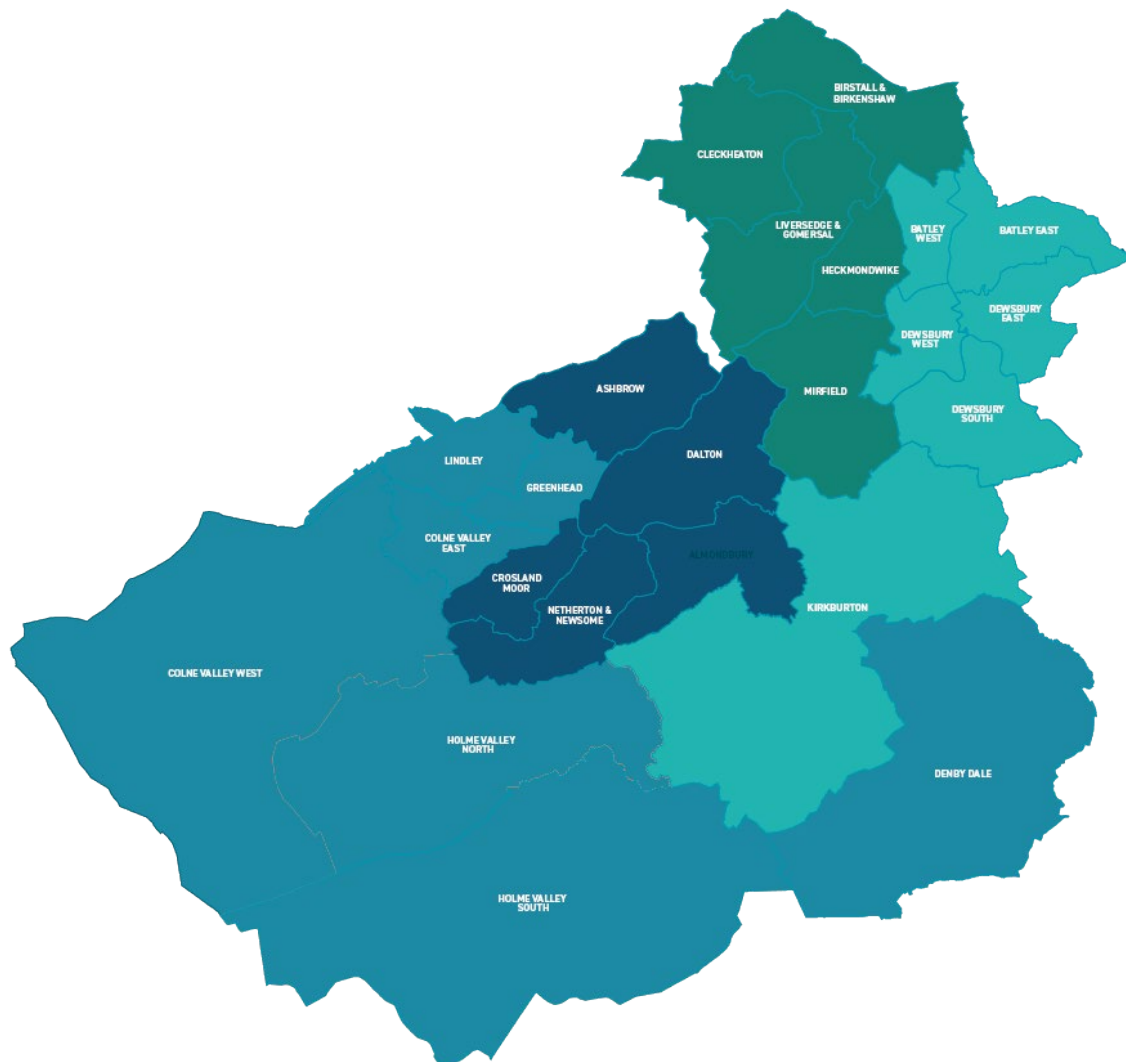 BIRSTALL &
BIRKENSHAW
CLECKHEATON
LIVERSEDGE &
GOMERSAL
BATLEY
WEST
BATLEY EAST
HECKMONDWIKE
DEWSBURY
EAST
DEWSBURY
WEST
ASHBROW
MIRFIELD
DEWSBURY
SOUTH
LINDLEY
DALTON
GREENHEAD
COLNE VALLEY
EAST
ALMONDBURY
CROSLAND
MOOR
NETHERTON &
NEWSOME
KIRKBURTON
COLNE VALLEY WEST
HOLME VALLEY
NORTH
DENBY DALE
HOLME VALLEY
SOUTH